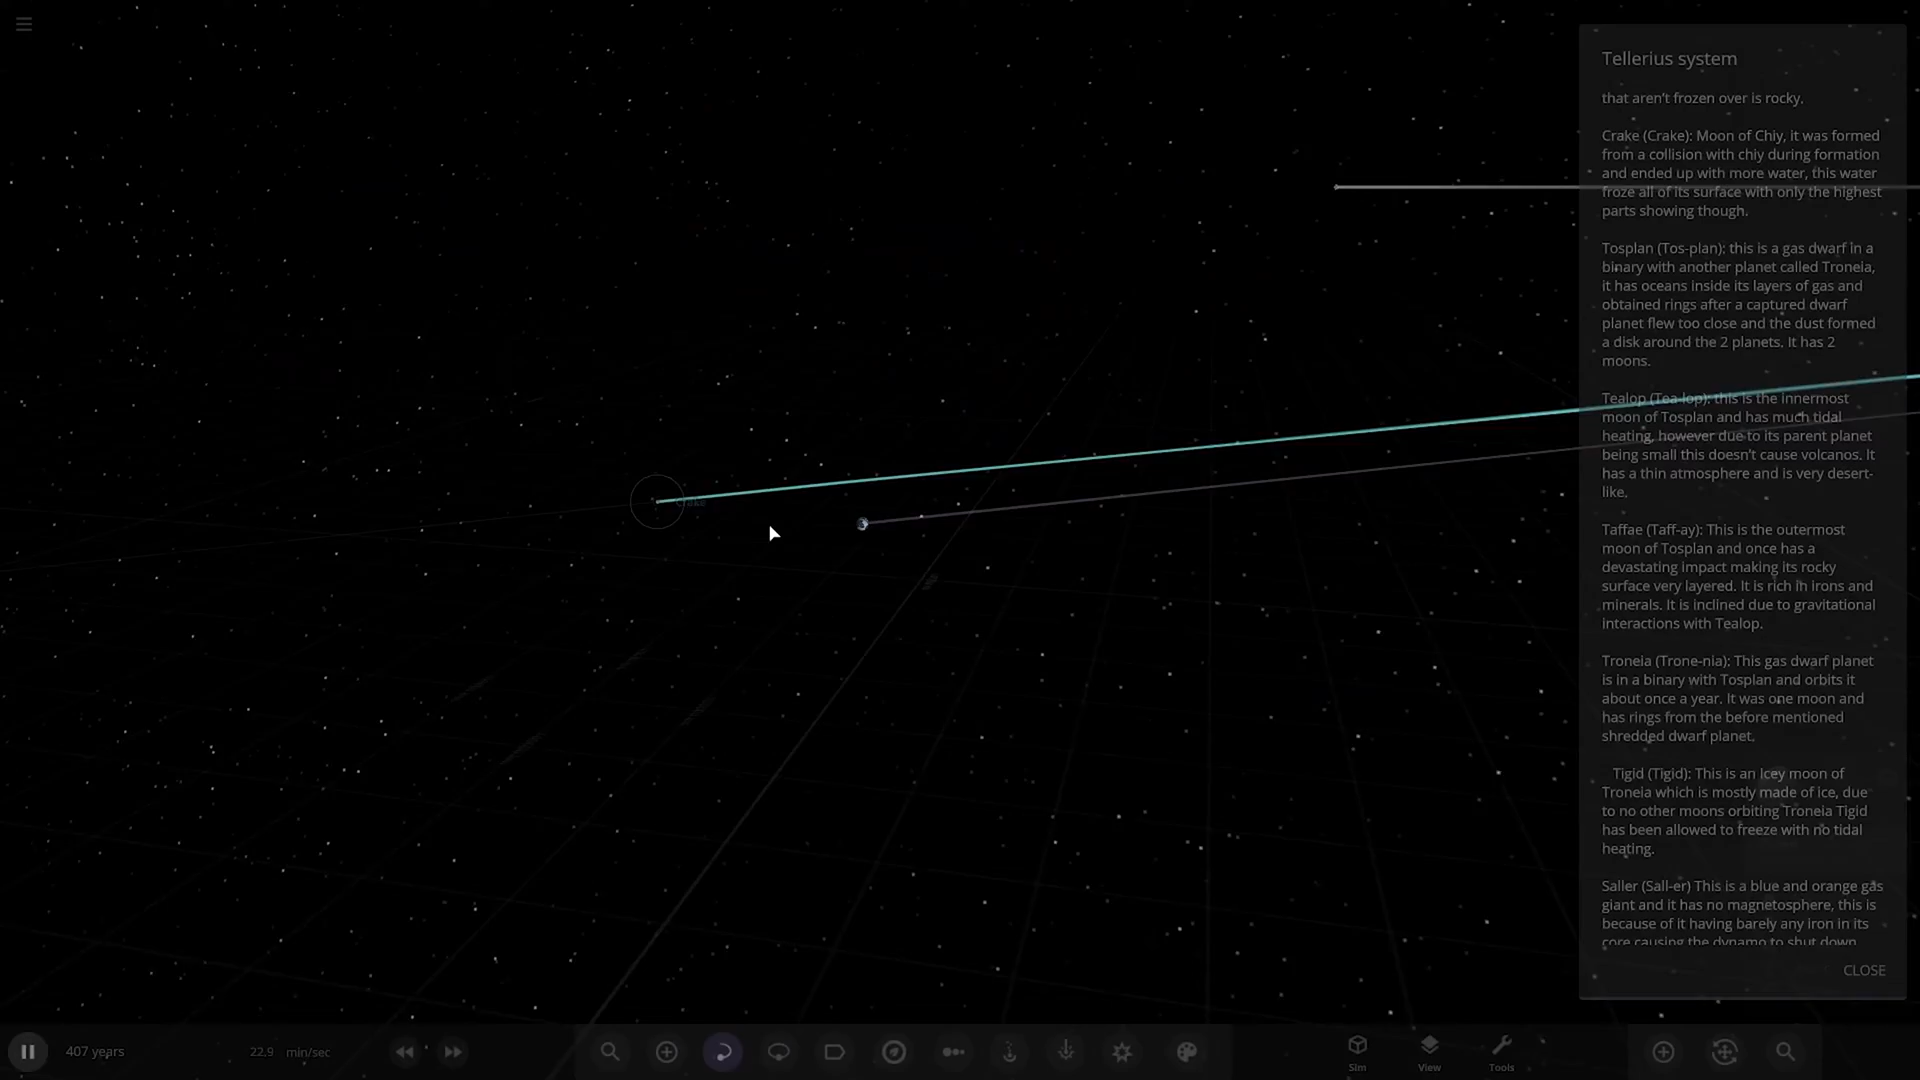 Tellerius system
that aren't frozen over is rocky.
Crake (Crake): Moon of Chiy, it was formed
from a collision with chiy during formation
and ended up with more water, this water
froze all of its surface with only the highest
parts showing though.
Tosplan (Tos-plan): this is a gas dwarf in a
binary with another planet called Troneia,
it has oceans inside its layers of gas and
obtained rings after a captured dwarf
planet flew too close and the dust formed
a disk around the 2 planets. It has 2
moons.
Tealop (Tea-lop): this is the innermost
moon of Tosplan and has much tidal
heating, however due to its parent planet
being small this doesn't cause volcanos. It
has a thin atmosphere and is very desert-
like.
Taffae (Taff-ay): This is the outermost
moon of Tosplan and once has a
devastating impact making its rocky
surface very layered. It is rich in irons and
minerals. It is inclined due to gravitational
interactions with Tealop.
Troneia (Trone-nia): This gas dwarf planet
is in a binary with Tosplan and orbits it
about once a year. It was one moon and
has rings from the before mentioned
shredded dwarf planet.
Tigid (Tigid): This is an Icey moon of
Troneia which is mostly made of ice, due
to no other moons orbiting Troneia Tigid
has been allowed to freeze with no tidal
heating.
Saller (Sall-er) This is a blue and orange gas
giant and it has no magnetosphere, this is
because of it having barely any iron in its
core causing the dynamo to shut down
CLOSE
Crake
407 years
22.9 min/sec
Sim
View
Tools